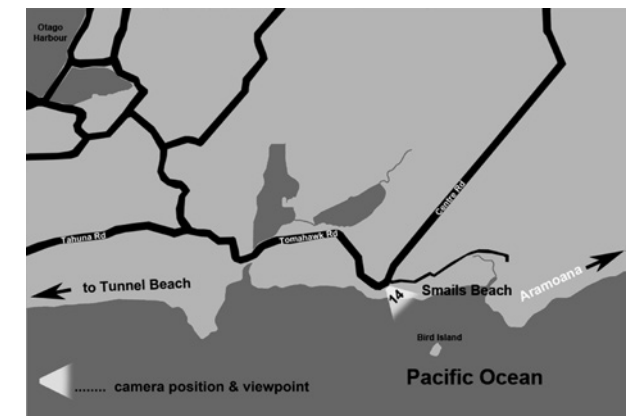 Otago
Harbour
Centre Rd
Tahuna Rd
Tomahawk Rd
to Tunnel Beach
14
Smails Beach
Aramoana
Bird Island
Pacific Ocean
........ camera position & viewpoint